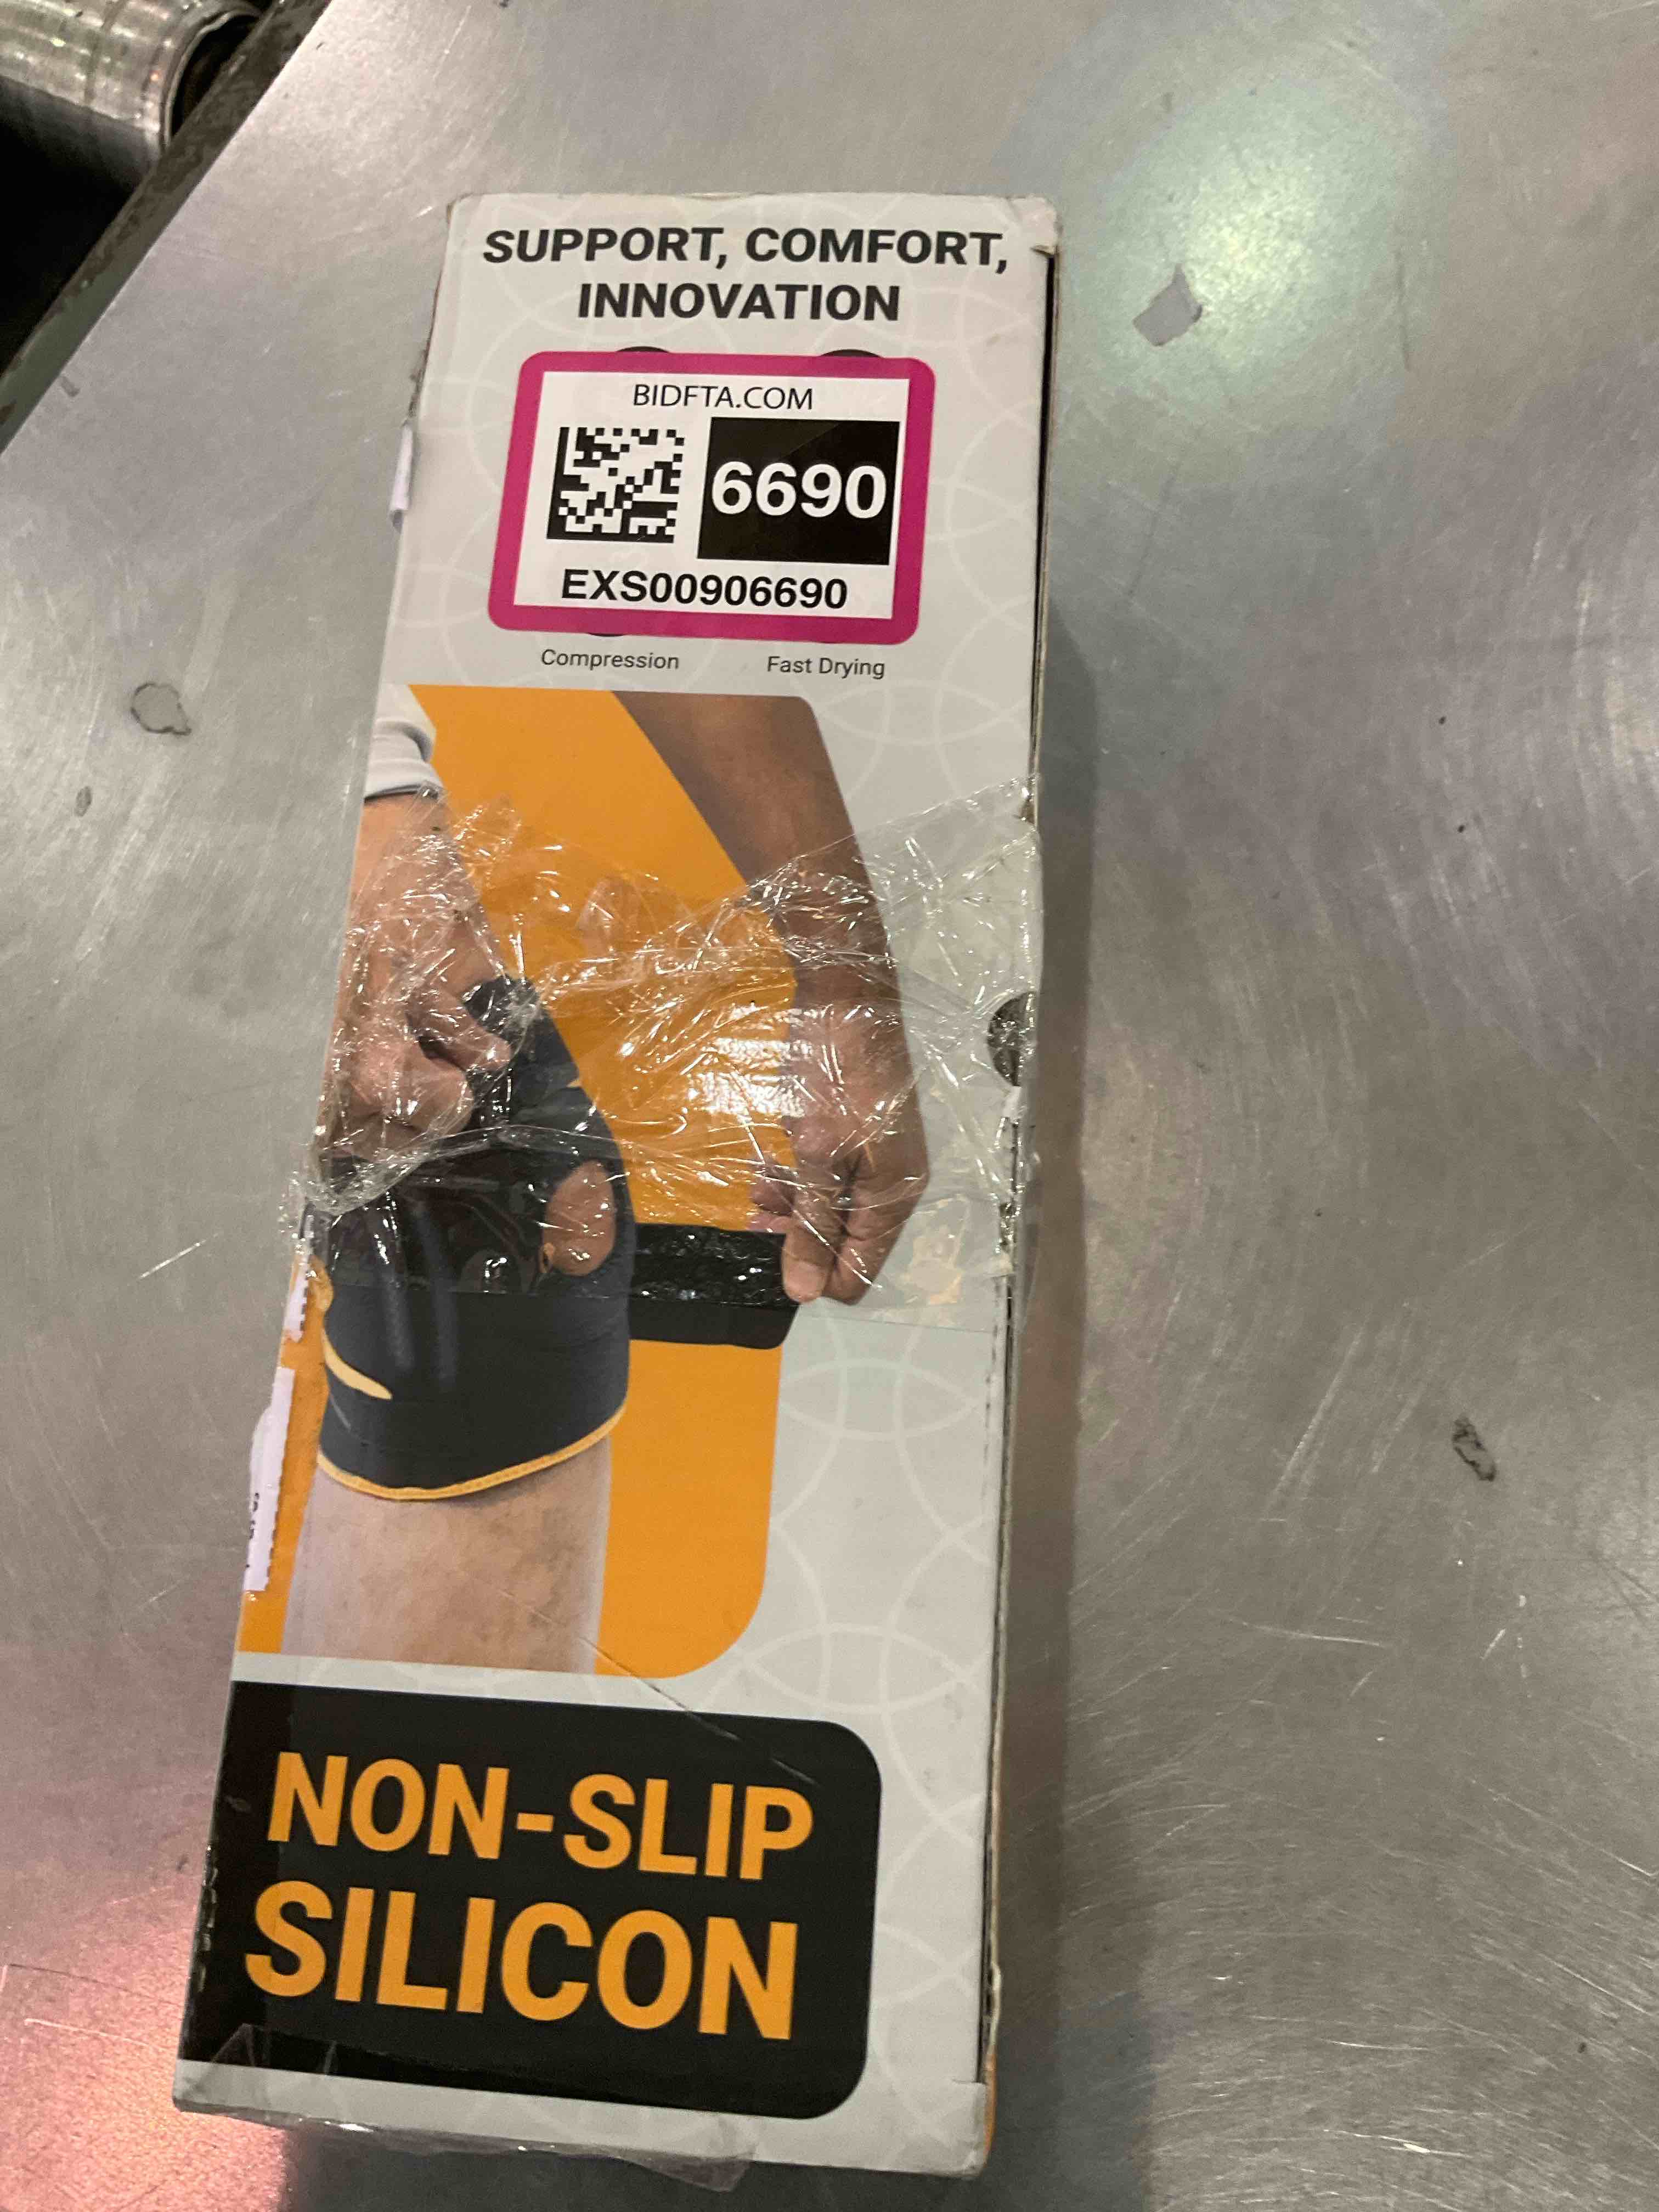 SUPPORT, COMFORT,
INNOVATION
BIDFTA.COM
6690
EXS00906690
Compression
Fast Drying
NON-SLIP
SILICON